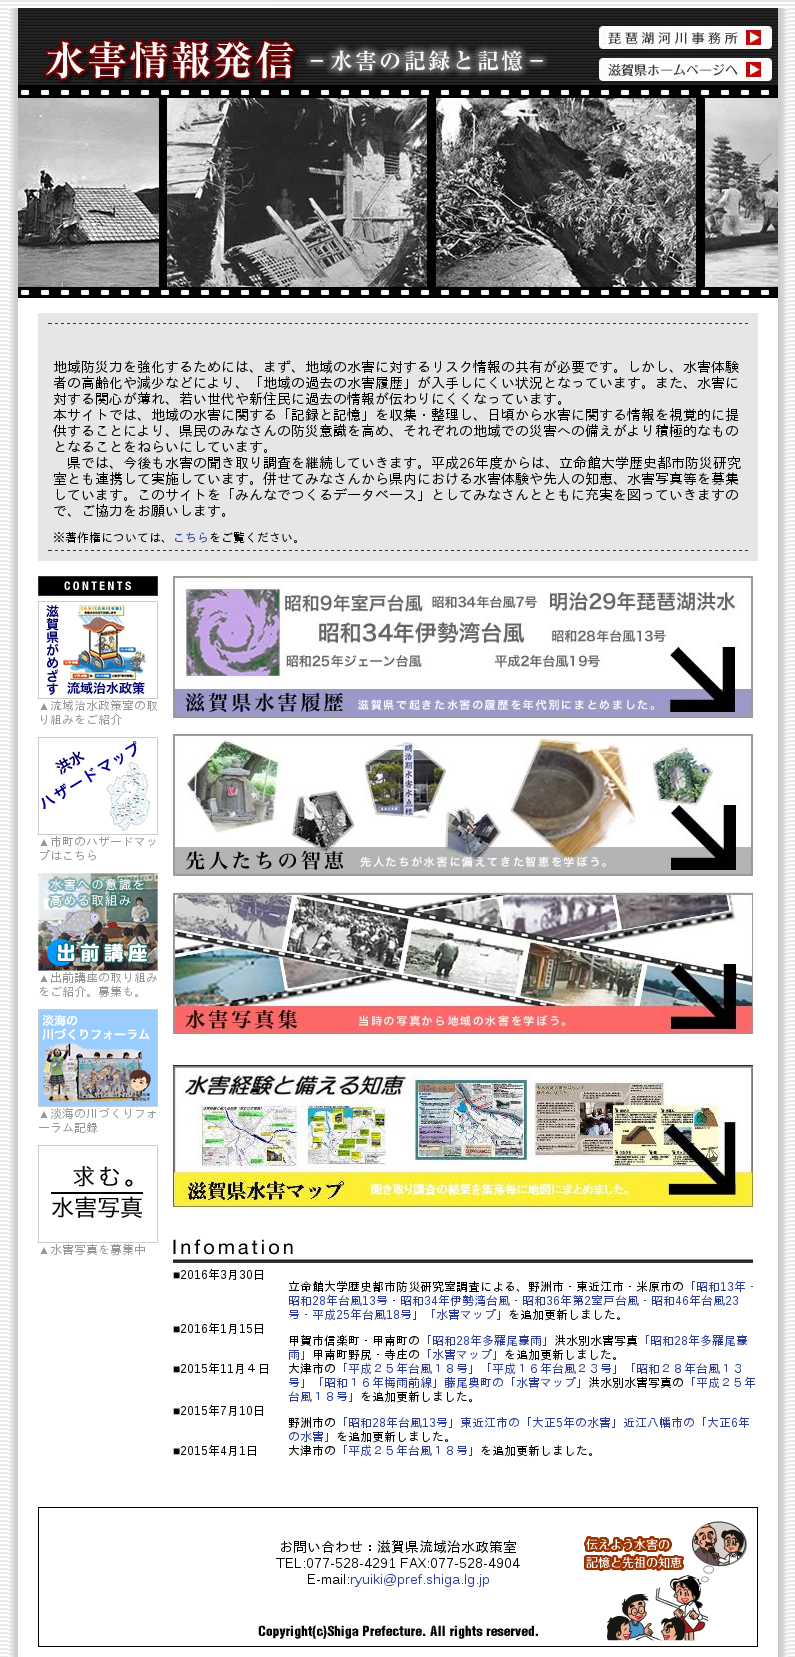 水害情報発信 －水害の記録と記憶－
琵琶湖河川事務所
滋賀県ホームページへ
地域防災力を強化するためには、まず、地域の水害に対するリスク情報の共有が必要です。しかし、水害体験
者の高齢化や減少などにより、「地域の過去の水害履歴」が入手しにくい状況となっています。また、水害に
対する関心が薄れ、若い世代や新住民に過去の情報が伝わりにくくなっています。
本サイトでは、地域の水害に関する「記録と記憶」を収集・整理し、日頃から水害に関する情報を視覚的に提
供することにより、県民のみなさんの防災意識を高め、それぞれの地域での災害への備えがより積極的なもの
となることをねらいにしています。
　県では、今後も水害の聞き取り調査を継続していきます。平成26年度からは、立命館大学歴史都市防災研究
室とも連携して実施しています。併せてみなさんから県内における水害体験や先人の知恵、水害写真等を募集
しています。このサイトを「みんなでつくるデータベース」としてみなさんとともに充実を図っていきますの
で、ご協力をお願いします。
※著作権については、こちらをご覧ください。
CONTENTS
滋賀県がめざす
流域治水政策
▲流域治水政策室の取
り組みをご紹介
洪水
ハザードマップ
▲市町のハザードマッ
プはこちら
水害への意識を
高める取組み
出前講座
▲出前講座の取り組み
をご紹介。募集も。
淡海の
川づくりフォーラム
▲淡海の川づくりフォ
ーラム記録
求む。
水害写真
▲水害写真を募集中
昭和9年室戸台風 昭和34年台風7号 明治29年琵琶湖洪水
昭和34年伊勢湾台風 昭和28年台風13号
昭和25年ジェーン台風 平成2年台風19号
滋賀県水害履歴 滋賀県で起きた水害の履歴を年代別にまとめました。
明治期水害水点柱
先人たちの智恵 先人たちが水害に備えてきた智恵を学ぼう。
水害写真集 当時の写真から地域の水害を学ぼう。
水害経験と備える知恵
滋賀県水害マップ 聞き取り調査の結果を集落毎に地図にまとめました。
Infomation
■2016年3月30日
立命館大学歴史都市防災研究室調査による、野洲市・東近江市・米原市の「昭和13年・
昭和28年台風13号・昭和34年伊勢湾台風・昭和36年第2室戸台風・昭和46年台風23
号・平成25年台風18号」「水害マップ」を追加更新しました。
■2016年1月15日
甲賀市信楽町・甲南町の「昭和28年多羅尾豪雨」洪水別水害写真「昭和28年多羅尾豪
雨」甲南町野尻・寺庄の「水害マップ」を追加更新しました。
■2015年11月４日 大津市の「平成２５年台風１８号」「平成１６年台風２３号」「昭和２８年台風１３
号」「昭和１６年梅雨前線」藤尾奥町の「水害マップ」洪水別水害写真の「平成２５年
台風１８号」を追加更新しました。
■2015年7月10日
野洲市の「昭和28年台風13号」東近江市の「大正5年の水害」近江八幡市の「大正6年
の水害」を追加更新しました。
■2015年4月1日 大津市の「平成２５年台風１８号」を追加更新しました。
お問い合わせ：滋賀県流域治水政策室
TEL:077-528-4291 FAX:077-528-4904
E-mail:ryuiki@pref.shiga.lg.jp
Copyright(c)Shiga Prefecture. All rights reserved.
伝えよう水害の
記憶と先祖の知恵